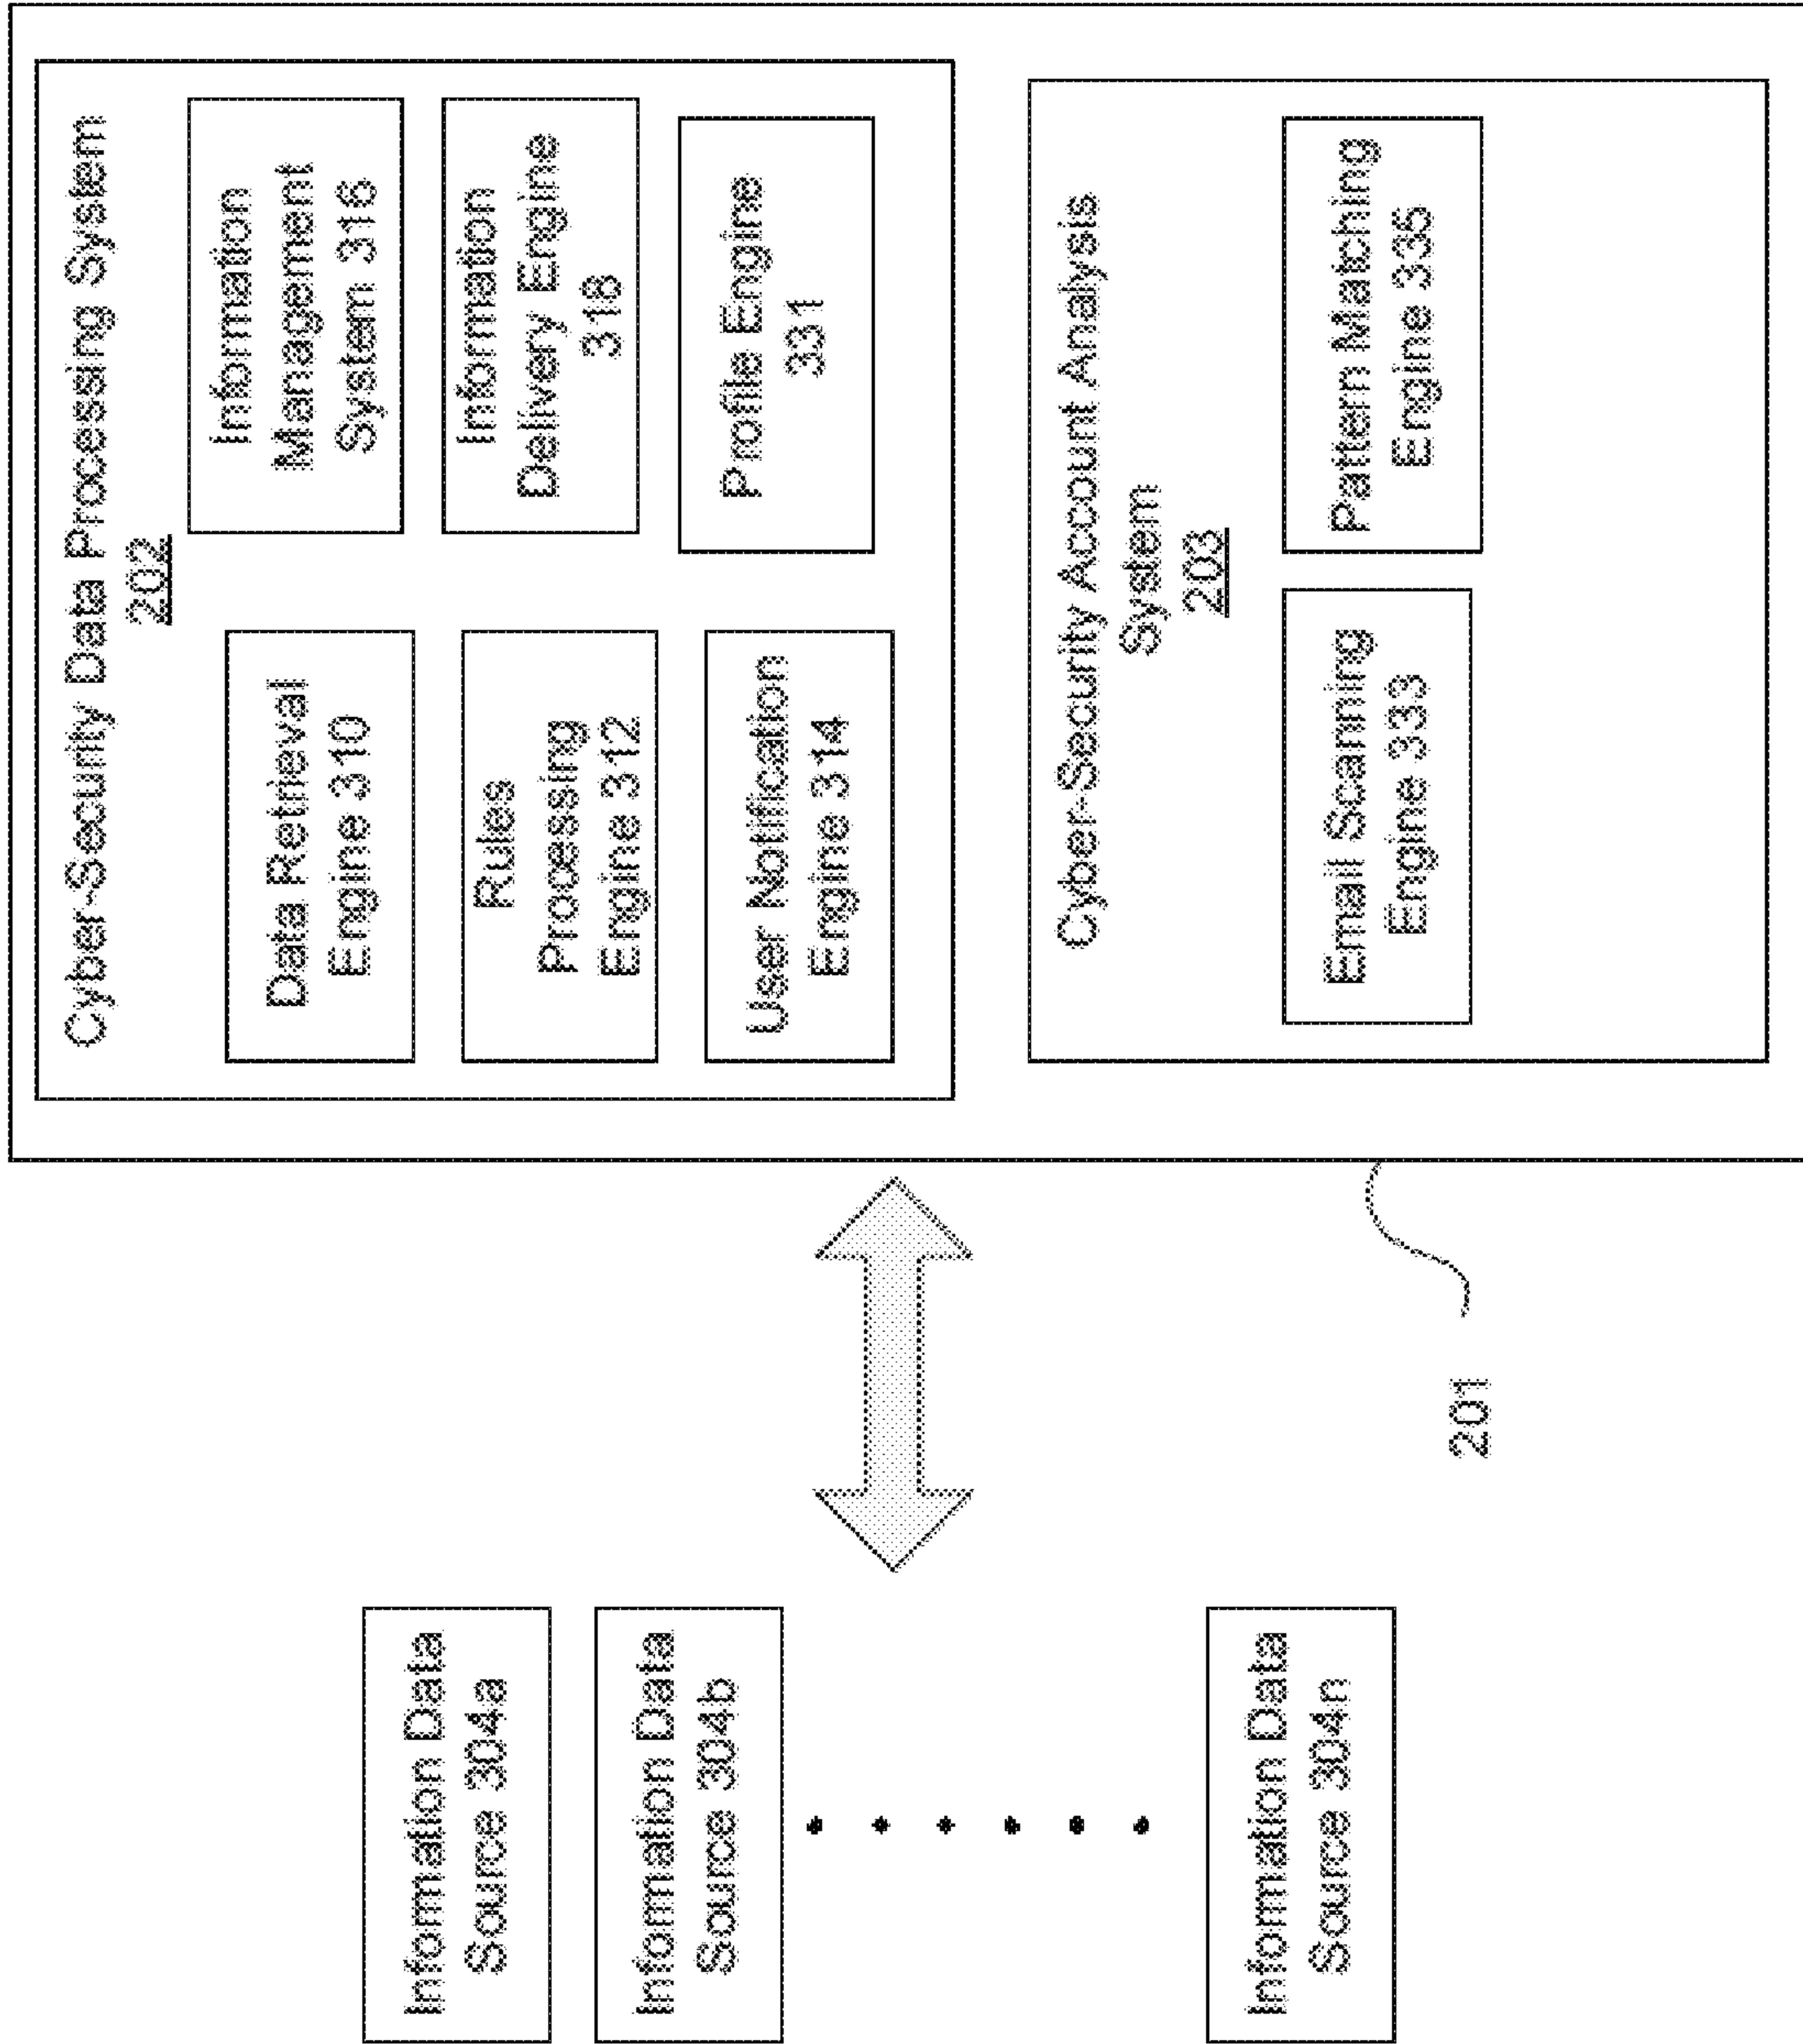 Information Data
Source 304a
Information Data
Source 304b
Information Data
Source 304n
201
Cyber-Security Data Processing System
202
Data Retrieval
Engine 310
Rules
Processing
Engine 312
User Notification
Engine 314
Information
Management
System 316
Information
Delivery Engine
318
Profile Engine
331
Cyber-Security Account Analysis
System
203
Email Scanning
Engine 333
Pattern Matching
Engine 335